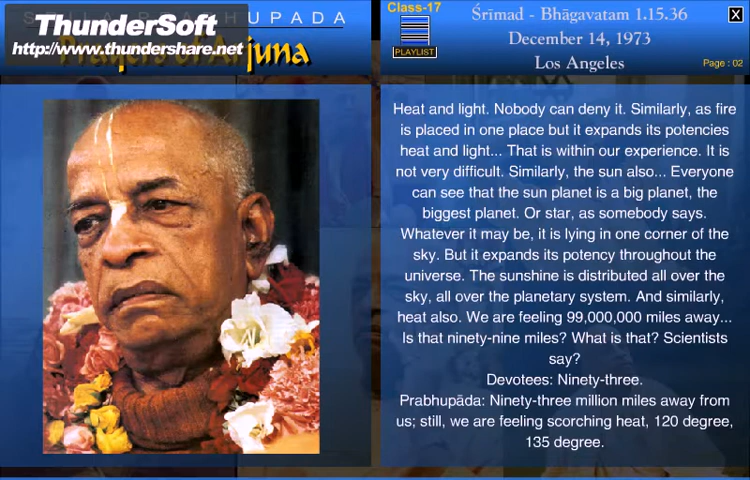 ThunderSoft
http://www.thundershare.net
PRABHUPADA
Prayers of Arjuna
Class-17
PLAYLIST
Śrīmad - Bhāgavatam 1.15.36
December 14, 1973
Los Angeles
X
Page : 02
Heat and light. Nobody can deny it. Similarly, as fire
is placed in one place but it expands its potencies
heat and light... That is within our experience. It is
not very difficult. Similarly, the sun also... Everyone
can see that the sun planet is a big planet, the
biggest planet. Or star, as somebody says.
Whatever it may be, it is lying in one corner of the
sky. But it expands its potency throughout the
universe. The sunshine is distributed all over the
sky, all over the planetary system. And similarly,
heat also. We are feeling 99,000,000 miles away...
Is that ninety-nine miles? What is that? Scientists
say?
Devotees: Ninety-three.
Prabhupāda: Ninety-three million miles away from
us; still, we are feeling scorching heat, 120 degree,
135 degree.